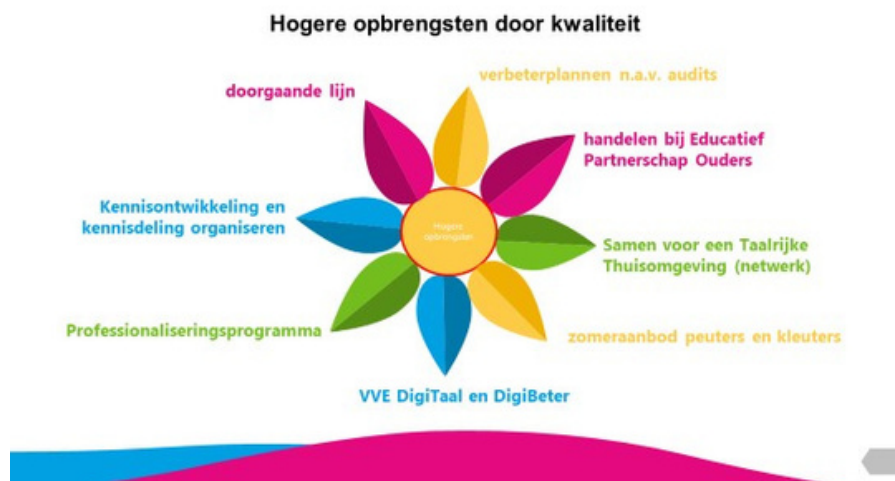 Hogere opbrengsten door kwaliteit
verbeterplannen n.a.v. audits
doorgaande lijn
handelen bij Educatief
Partnerschap Ouders
Kennisontwikkeling en
kennisdeling organiseren
Hogere
opbrengsten
Samen voor een Taalrijke
Thuisomgeving (netwerk)
Professionaliseringsprogramma
zomeraanbod peuters en kleuters
VVE DigiTaal en DigiBeter